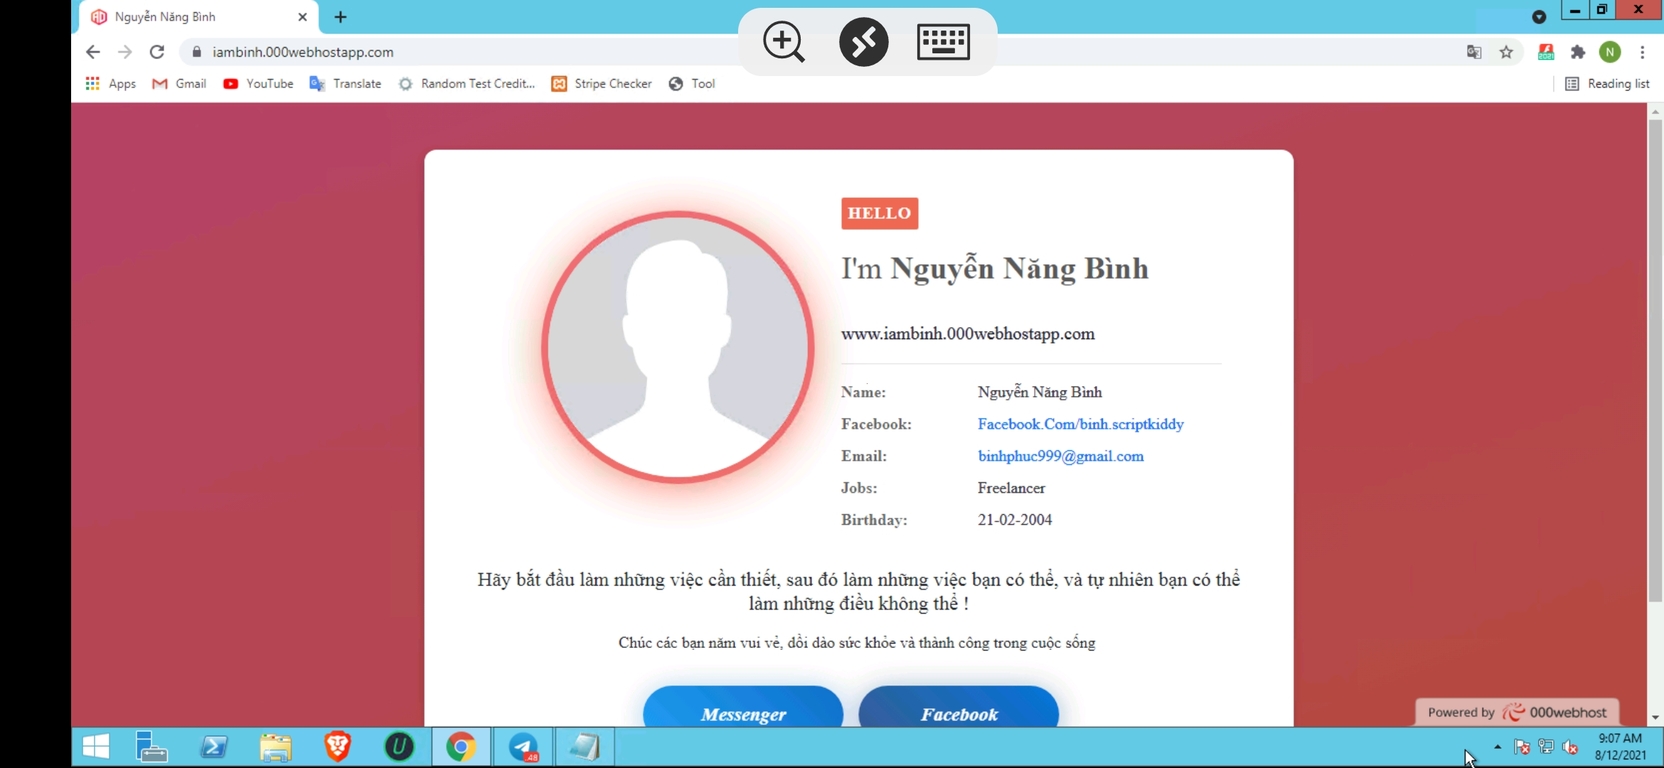 Nguyễn Năng Bình
iambinh.000webhostapp.com
N
Apps
Gmail
YouTube
Translate
Random Test Credit...
Stripe Checker
Tool
Reading list
HELLO
I'm Nguyễn Năng Bình
www.iambinh.000webhostapp.com
Name: Nguyễn Năng Bình
Facebook: Facebook.Com/binh.scriptkiddy
Email: binhphuc999@gmail.com
Jobs: Freelancer
Birthday: 21-02-2004
Hãy bắt đầu làm những việc cần thiết, sau đó làm những việc bạn có thể, và tự nhiên bạn có thể
làm những điều không thể !
Chúc các bạn năm vui vẻ, dồi dào sức khỏe và thành công trong cuộc sống
Messenger
Facebook
Powered by 000webhost
48
9:07 AM
8/12/2021